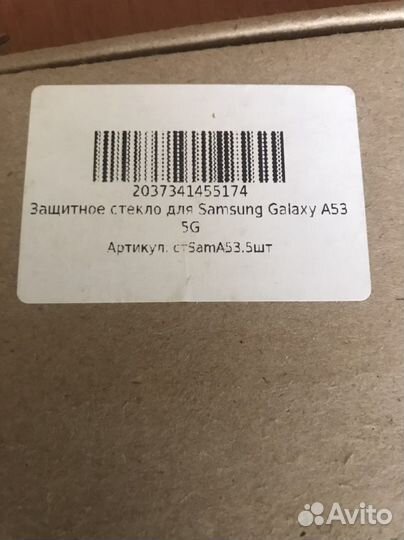 2037341455174
Защитное стекло для Samsung Galaxy A53
5G
Артикул: стSamA53.5шт
Avito